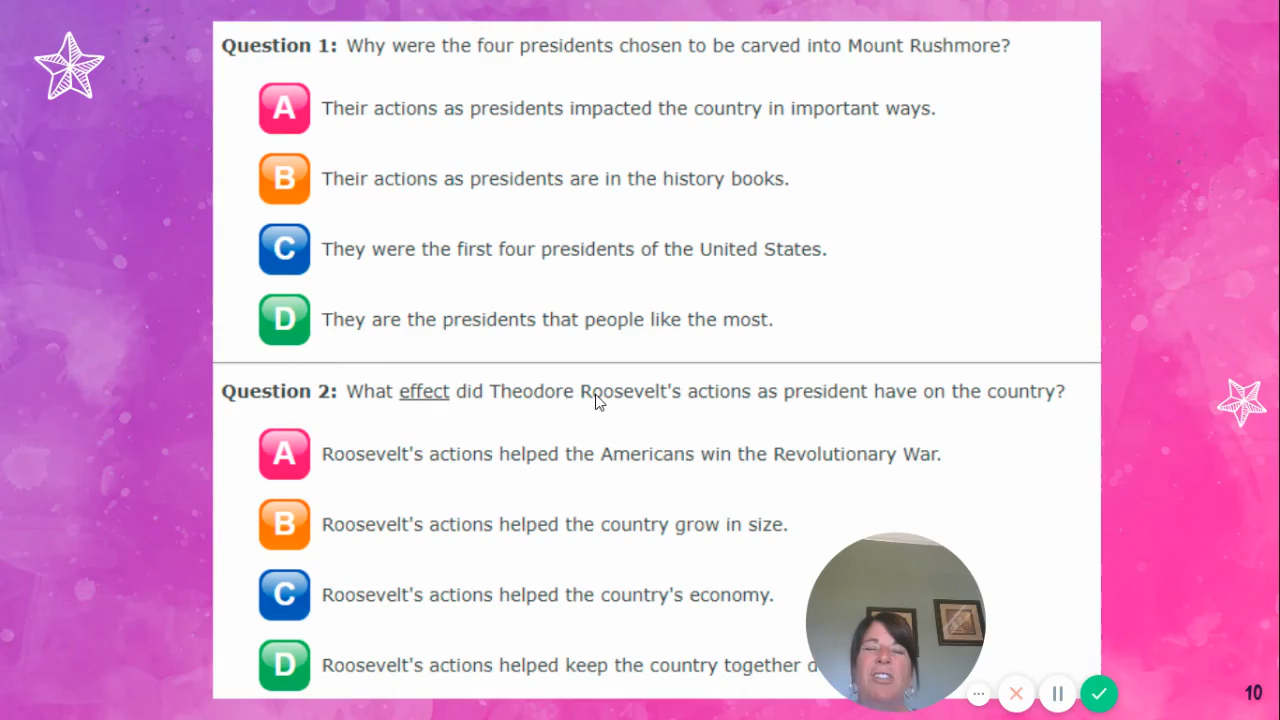 Question 1: Why were the four presidents chosen to be carved into Mount Rushmore?
A Their actions as presidents impacted the country in important ways.
B Their actions as presidents are in the history books.
C They were the first four presidents of the United States.
D They are the presidents that people like the most.
Question 2: What effect did Theodore Roosevelt's actions as president have on the country?
A Roosevelt's actions helped the Americans win the Revolutionary War.
B Roosevelt's actions helped the country grow in size.
C Roosevelt's actions helped the country's economy.
D Roosevelt's actions helped keep the country together
10